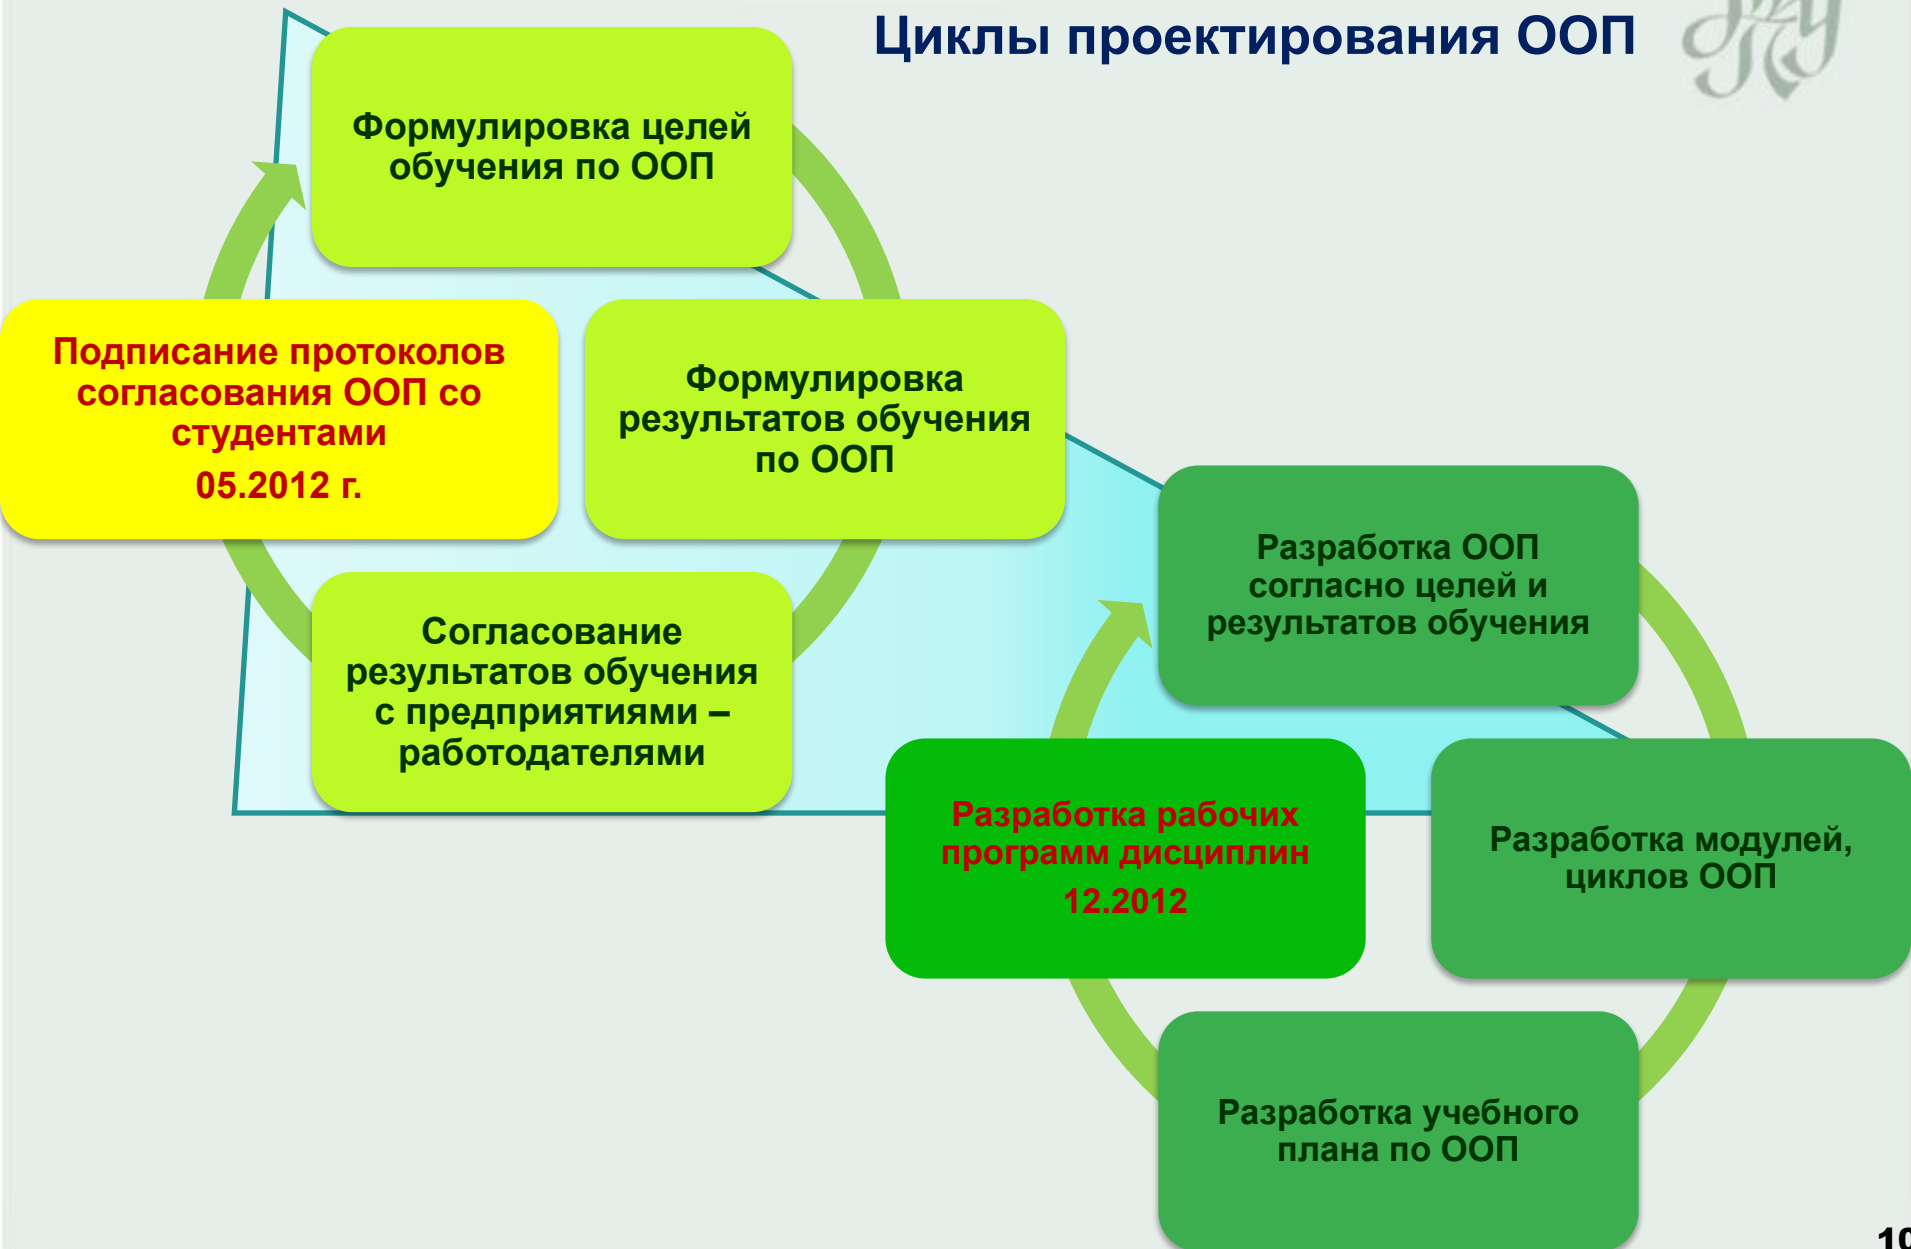 Циклы проектирования ООП
Формулировка целей
обучения по ООП
Формулировка
результатов обучения
по ООП
Согласование
результатов обучения
с предприятиями –
работодателями
Подписание протоколов
согласования ООП со
студентами
05.2012 г.
Разработка ООП
согласно целей и
результатов обучения
Разработка модулей,
циклов ООП
Разработка учебного
плана по ООП
Разработка рабочих
программ дисциплин
12.2012